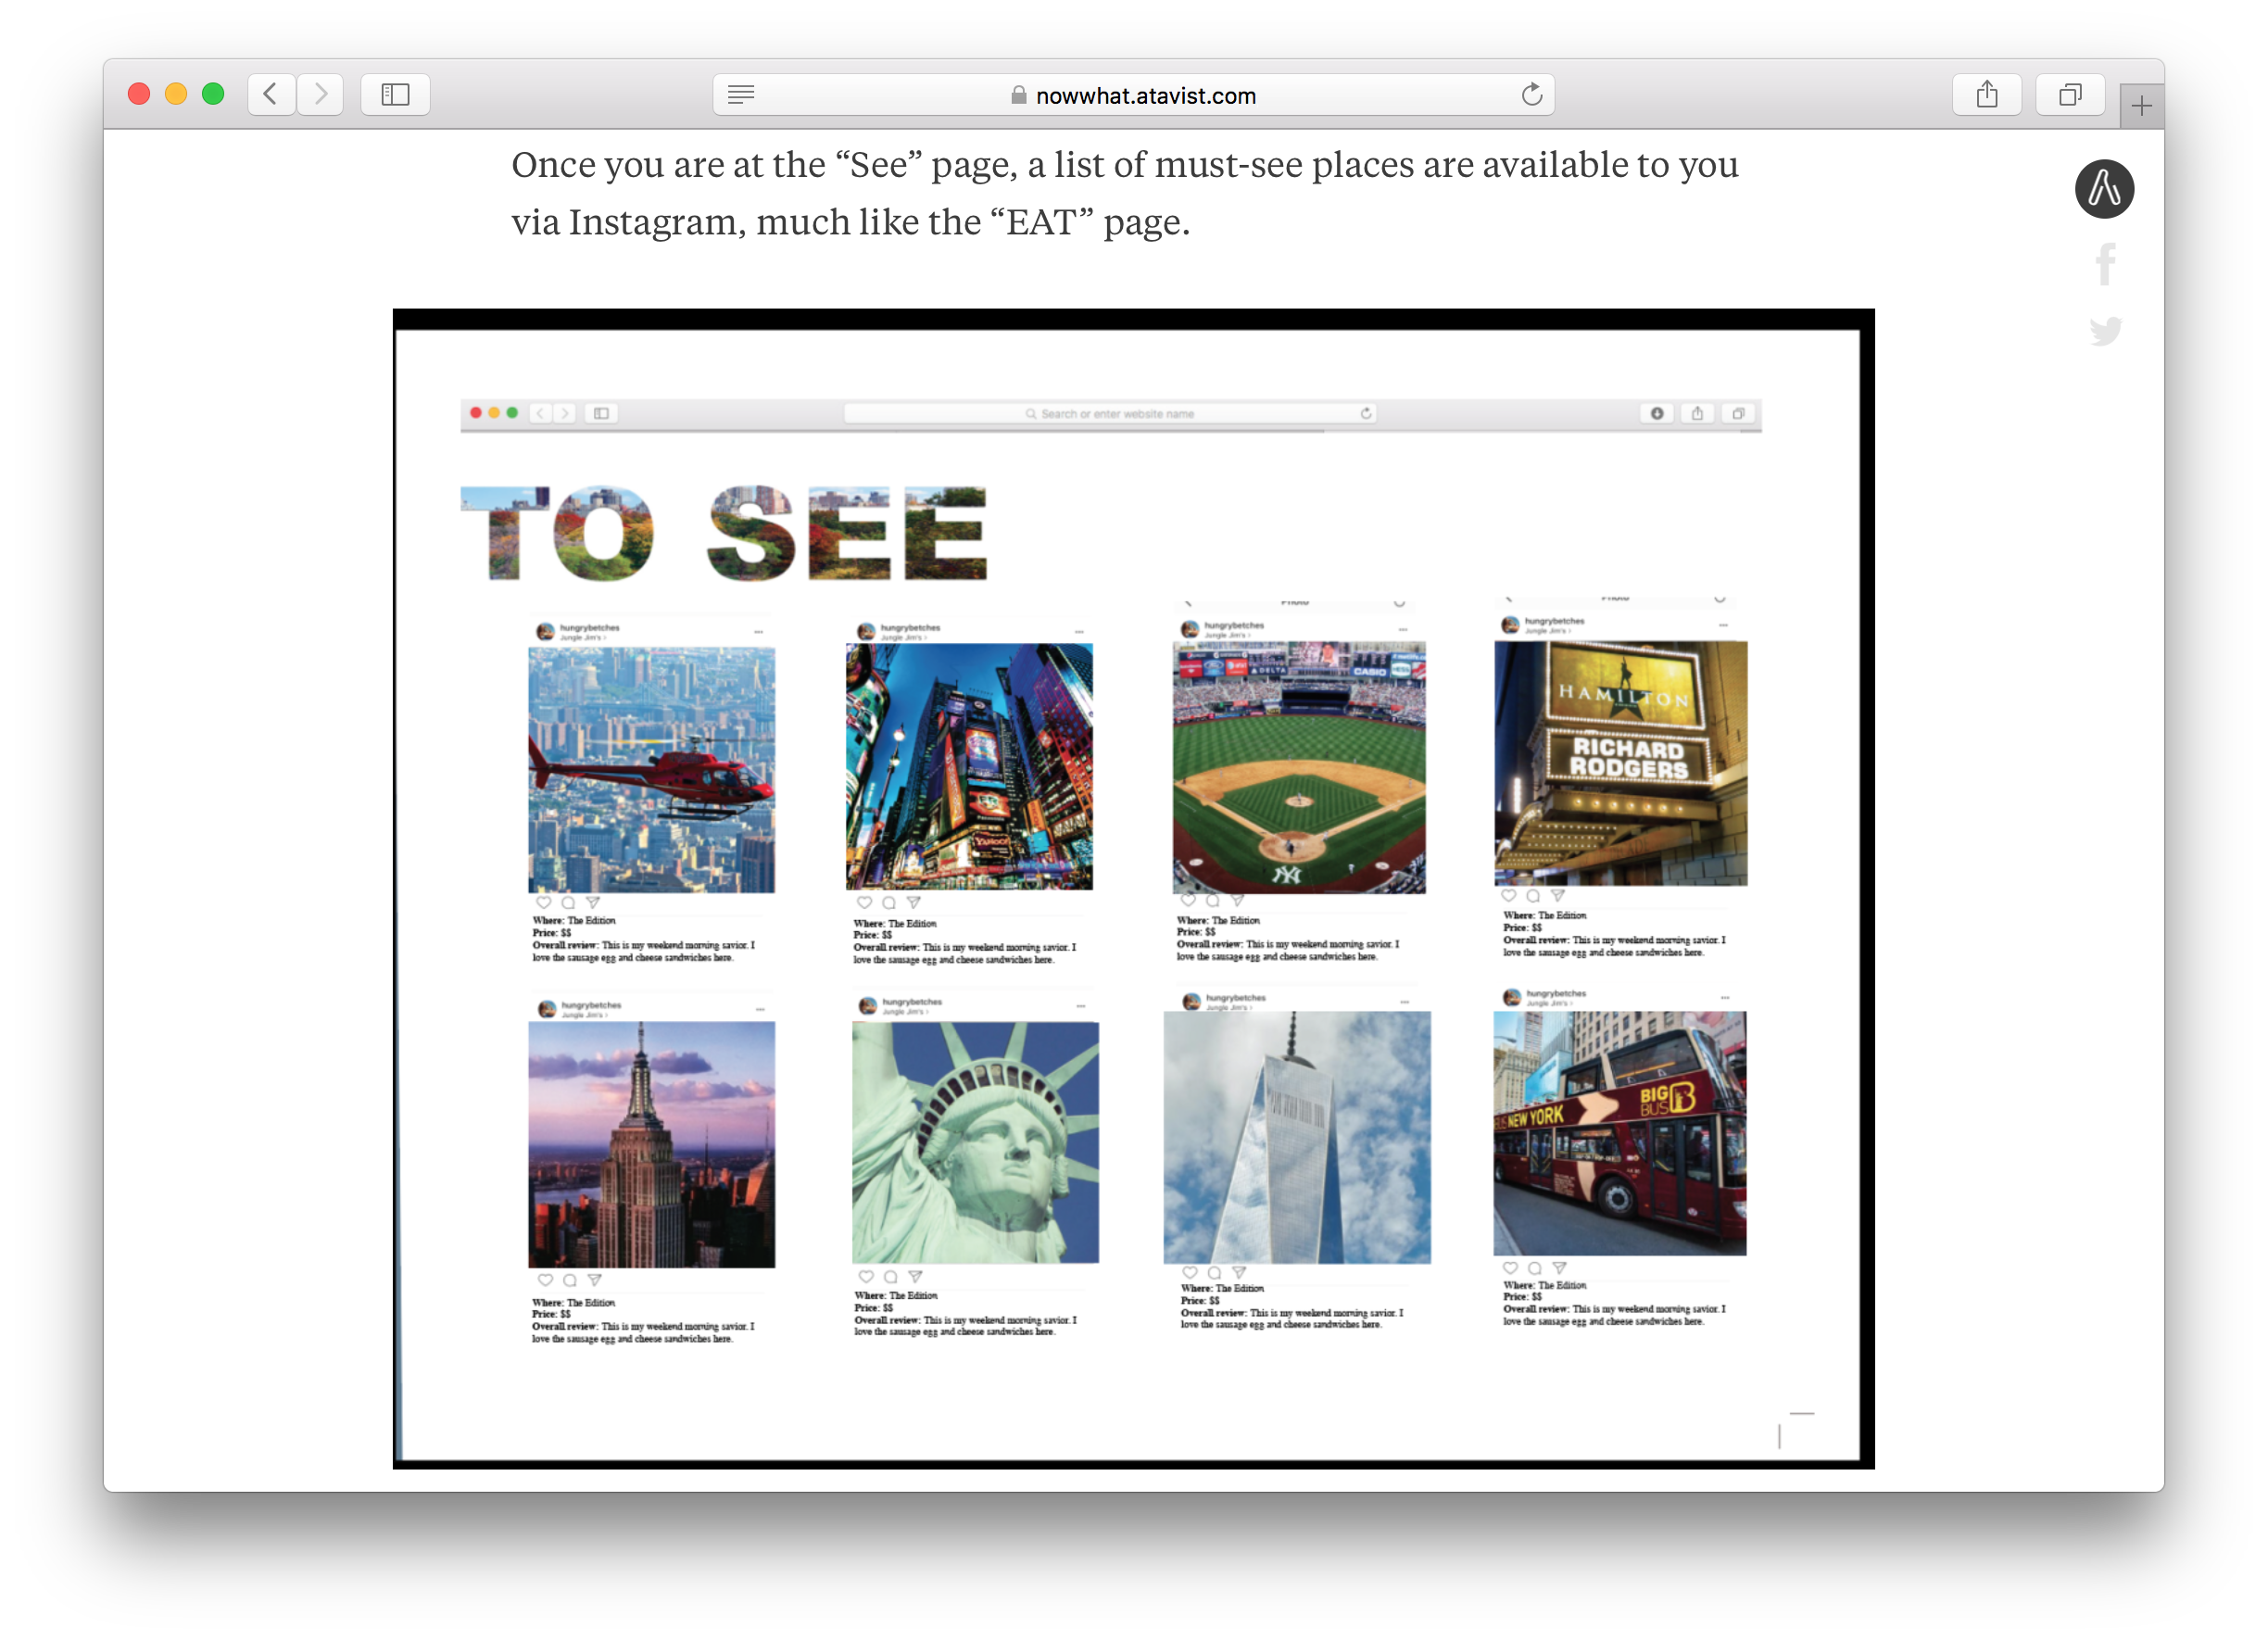 nowwhat.atavist.com
Once you are at the “See” page, a list of must-see places are available to you
via Instagram, much like the “EAT” page.
Search or enter website name
TO SEE
hungrybetches
Jungle Jim's >
Where: The Edition
Price: $$
Overall review: This is my weekend morning savior. I
love the sausage egg and cheese sandwiches here.
hungrybetches
Jungle Jim's >
YAHOO!
Where: The Edition
Price: $$
Overall review: This is my weekend morning savior. I
love the sausage egg and cheese sandwiches here.
hungrybetches
Jungle Jim's >
DELTA
CASIO
NY
Where: The Edition
Price: $$
Overall review: This is my weekend morning savior. I
love the sausage egg and cheese sandwiches here.
hungrybetches
Jungle Jim's >
HAMILTON
RICHARD
RODGERS
Where: The Edition
Price: $$
Overall review: This is my weekend morning savior. I
love the sausage egg and cheese sandwiches here.
hungrybetches
Jungle Jim's >
Where: The Edition
Price: $$
Overall review: This is my weekend morning savior. I
love the sausage egg and cheese sandwiches here.
hungrybetches
Jungle Jim's >
Where: The Edition
Price: $$
Overall review: This is my weekend morning savior. I
love the sausage egg and cheese sandwiches here.
hungrybetches
Jungle Jim's >
Where: The Edition
Price: $$
Overall review: This is my weekend morning savior. I
love the sausage egg and cheese sandwiches here.
hungrybetches
Jungle Jim's >
BIG
BUS
NEW YORK
Where: The Edition
Price: $$
Overall review: This is my weekend morning savior. I
love the sausage egg and cheese sandwiches here.